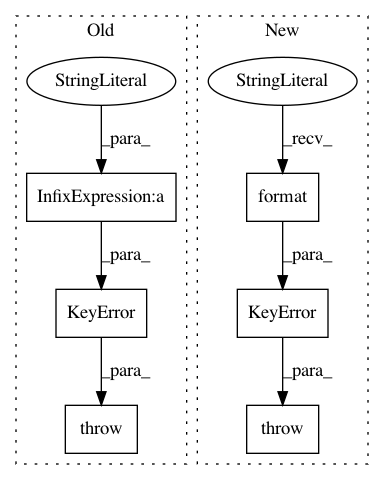 Old
New
StringLiteral
StringLiteral
_para_
_recv_
InfixExpression:a
format
_para_
_para_
KeyError
KeyError
_para_
_para_
throw
throw